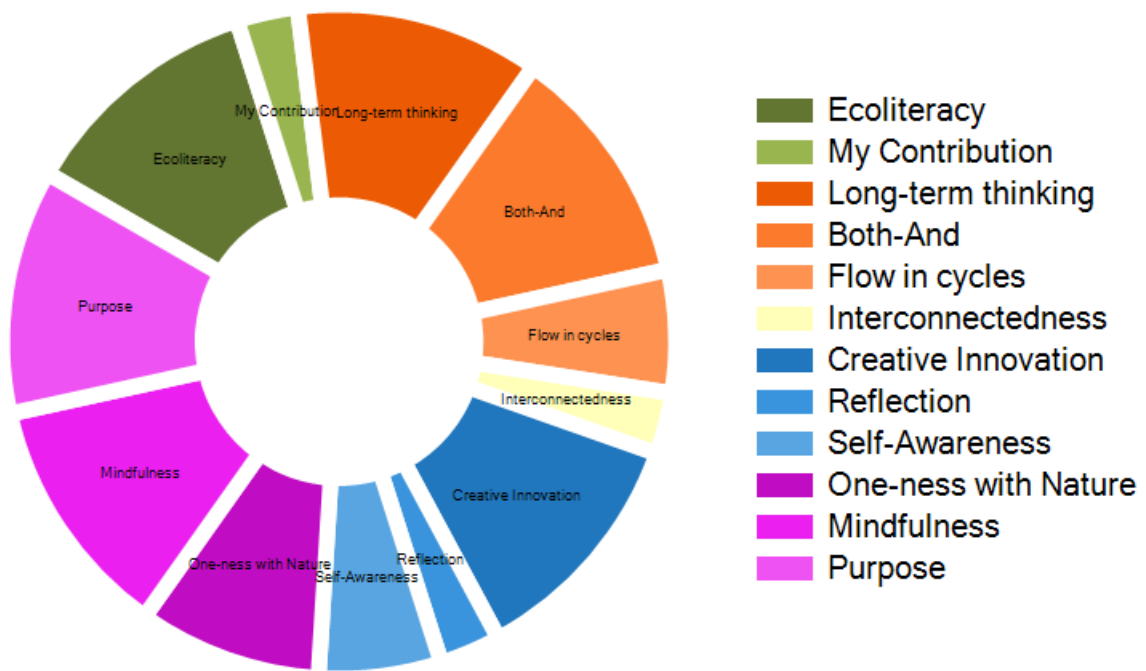 My Contribution
Long-term thinking
Ecoliteracy
Both-And
Purpose
Flow in cycles
Interconnectedness
Mindfulness
Creative Innovation
One-ness with Nature
Reflection
Self-Awareness
Ecoliteracy
My Contribution
Long-term thinking
Both-And
Flow in cycles
Interconnectedness
Creative Innovation
Reflection
Self-Awareness
One-ness with Nature
Mindfulness
Purpose